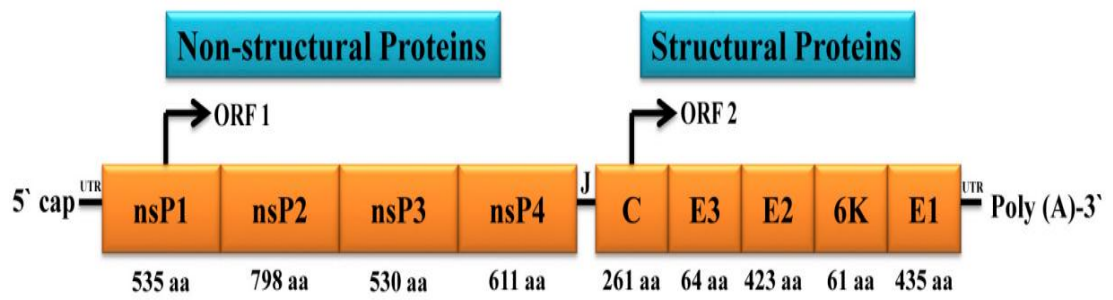 Non-structural Proteins
Structural Proteins
ORF 1
ORF 2
5` cap
UTR
nsP1
nsP2
nsP3
nsP4
J
C
E3
E2
6K
E1
UTR
Poly (A)-3`
535 aa
798 aa
530 aa
611 aa
261 aa
64 aa
423 aa
61 aa
435 aa